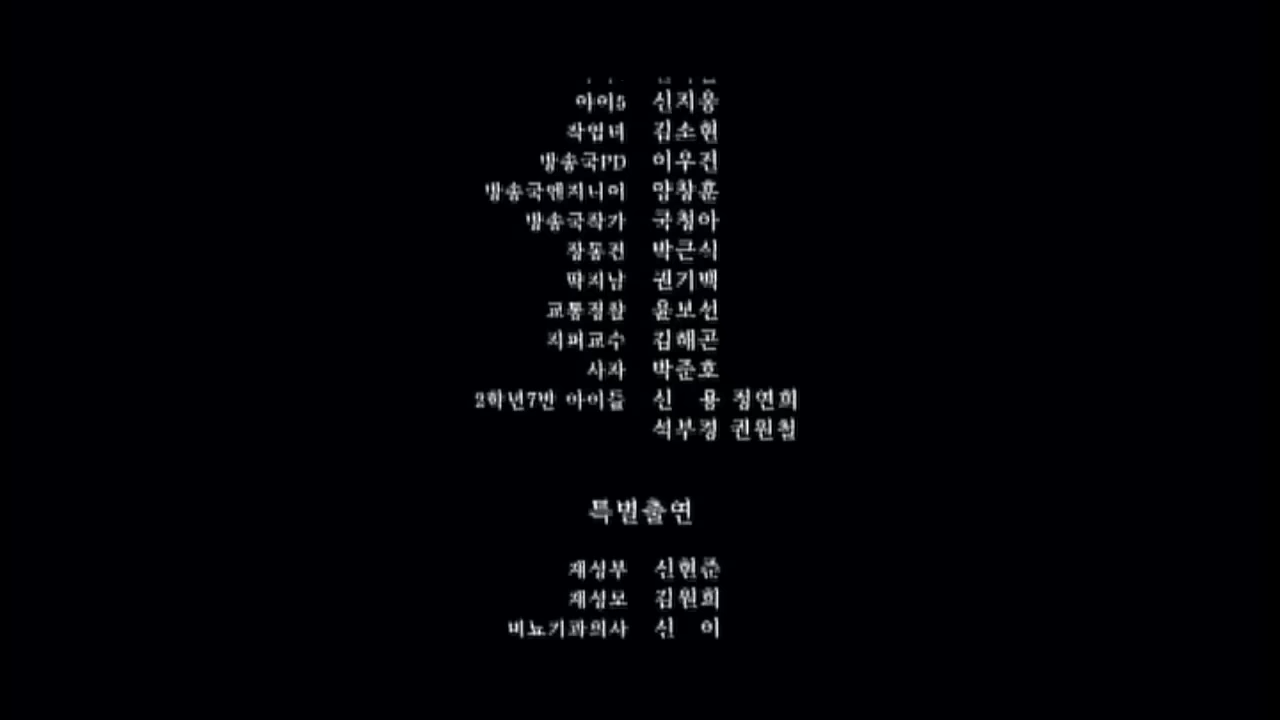 아이5 신지용
작업녀 김소현
방송국PD 이우진
방송국엔지니어 양창훈
방송국작가 국청아
장동건 박근식
딱지남 권기백
교통경찰 윤보선
지퍼교수 김해곤
사자 박준호
2학년7반 아이들 신 용 정연희
석부경 권원철
특별출연
재성부 신현준
재성모 김원희
비뇨기과의사 신 이